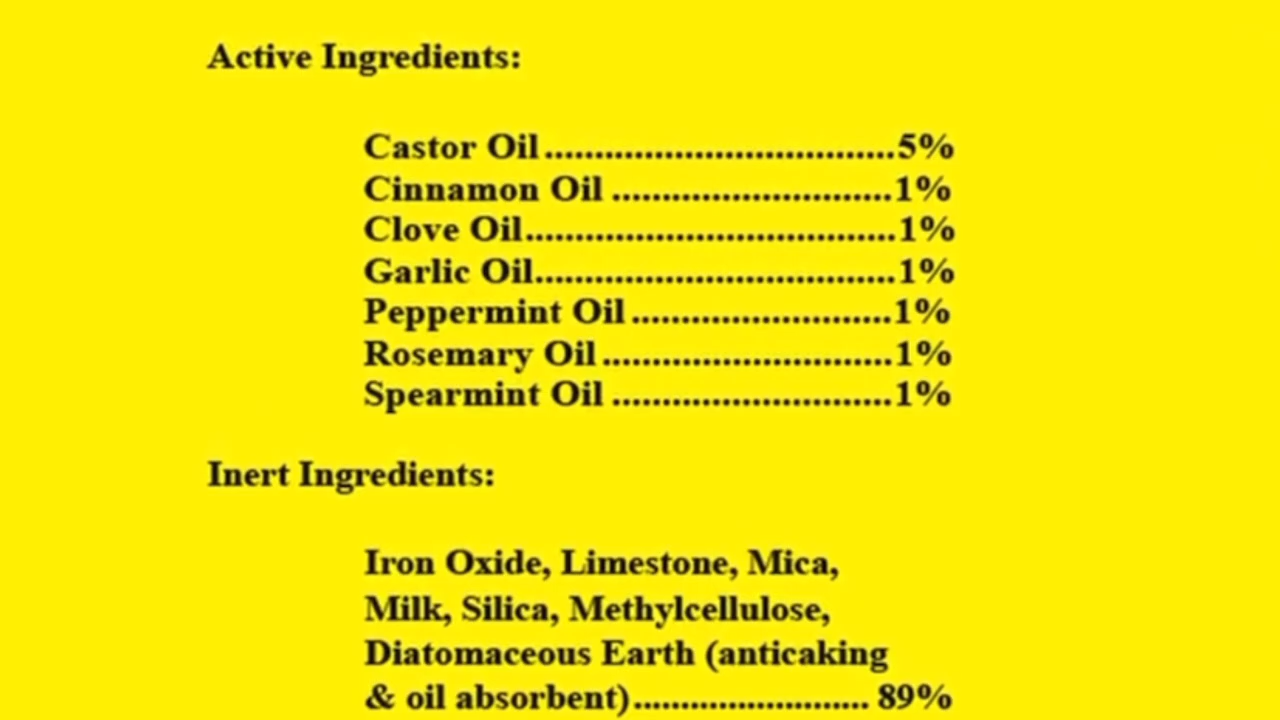 Active Ingredients:
Castor Oil...................................5%
Cinnamon Oil ............................1%
Clove Oil.....................................1%
Garlic Oil....................................1%
Peppermint Oil..........................1%
Rosemary Oil.............................1%
Spearmint Oil ............................1%
Inert Ingredients:
Iron Oxide, Limestone, Mica,
Milk, Silica, Methylcellulose,
Diatomaceous Earth (anticaking
& oil absorbent)........................ 89%